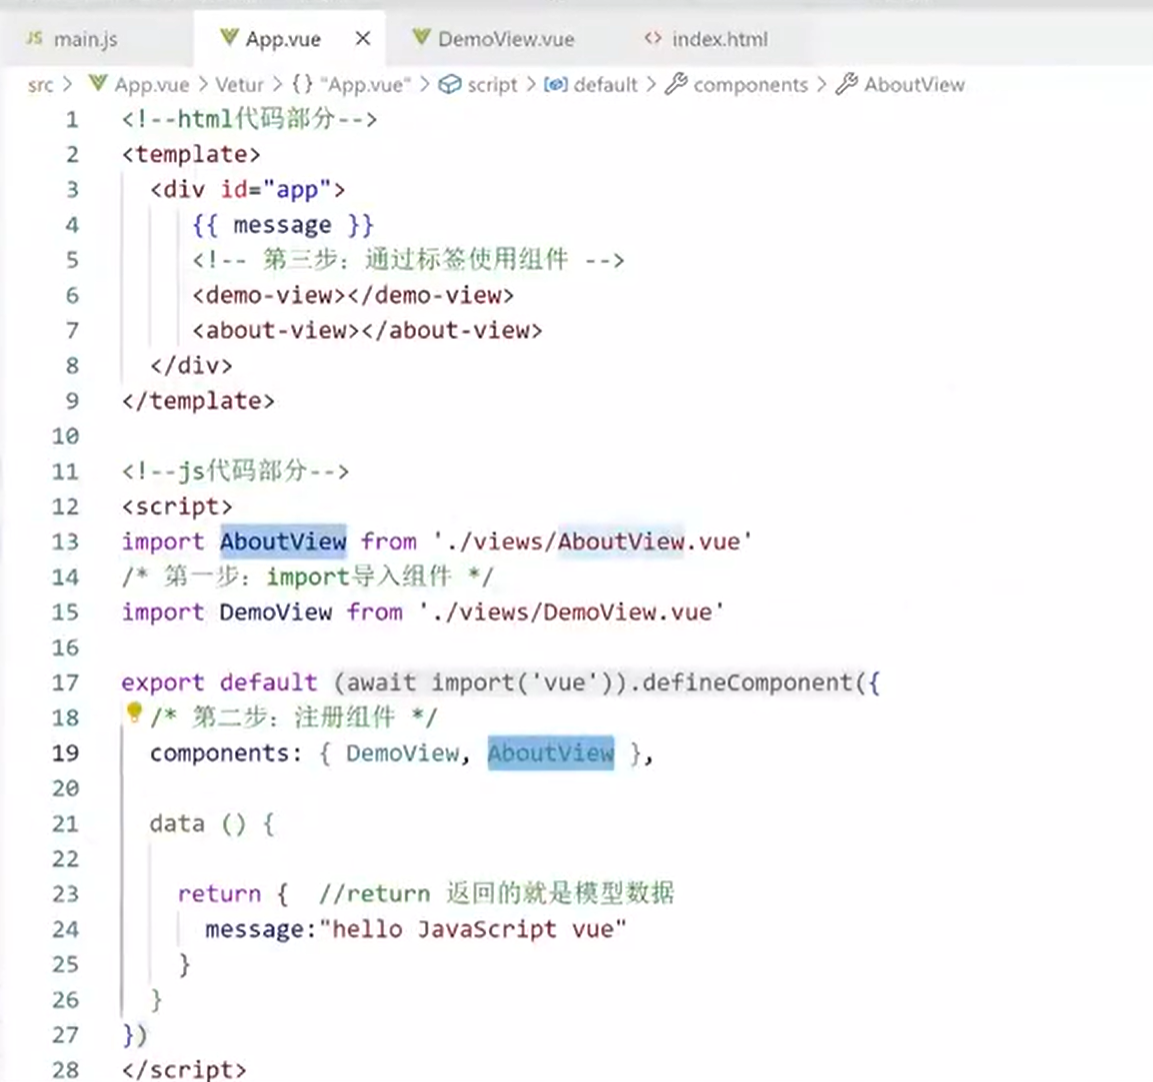 JS main.js App.vue × DemoView.vue <> index.html
src > App.vue > Vetur > {} "App.vue" > script > default > components > AboutView
1 <!--html代码部分-->
2 <template>
3 <div id="app">
4 {{ message }}
5 <!-- 第三步：通过标签使用组件 -->
6 <demo-view></demo-view>
7 <about-view></about-view>
8 </div>
9 </template>
10
11 <!--js代码部分-->
12 <script>
13 import AboutView from './views/AboutView.vue'
14 /* 第一步：import导入组件 */
15 import DemoView from './views/DemoView.vue'
16
17 export default (await import('vue')).defineComponent({
18 /* 第二步：注册组件 */
19 components: { DemoView, AboutView },
20
21 data () {
22
23 return { //return 返回的就是模型数据
24 message:"hello JavaScript vue"
25 }
26 }
27 })
28 </script>